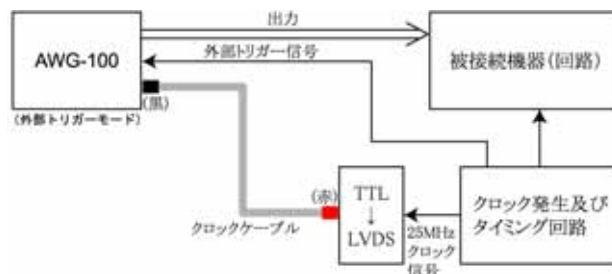 出力
AWG-100
外部トリガー信号
被接続機器(回路)
(黒)
(外部トリガーモード)
(赤)
TTL
↓
LVDS
クロック発生及び
タイミング回路
クロックケーブル
25MHz
クロック
信号